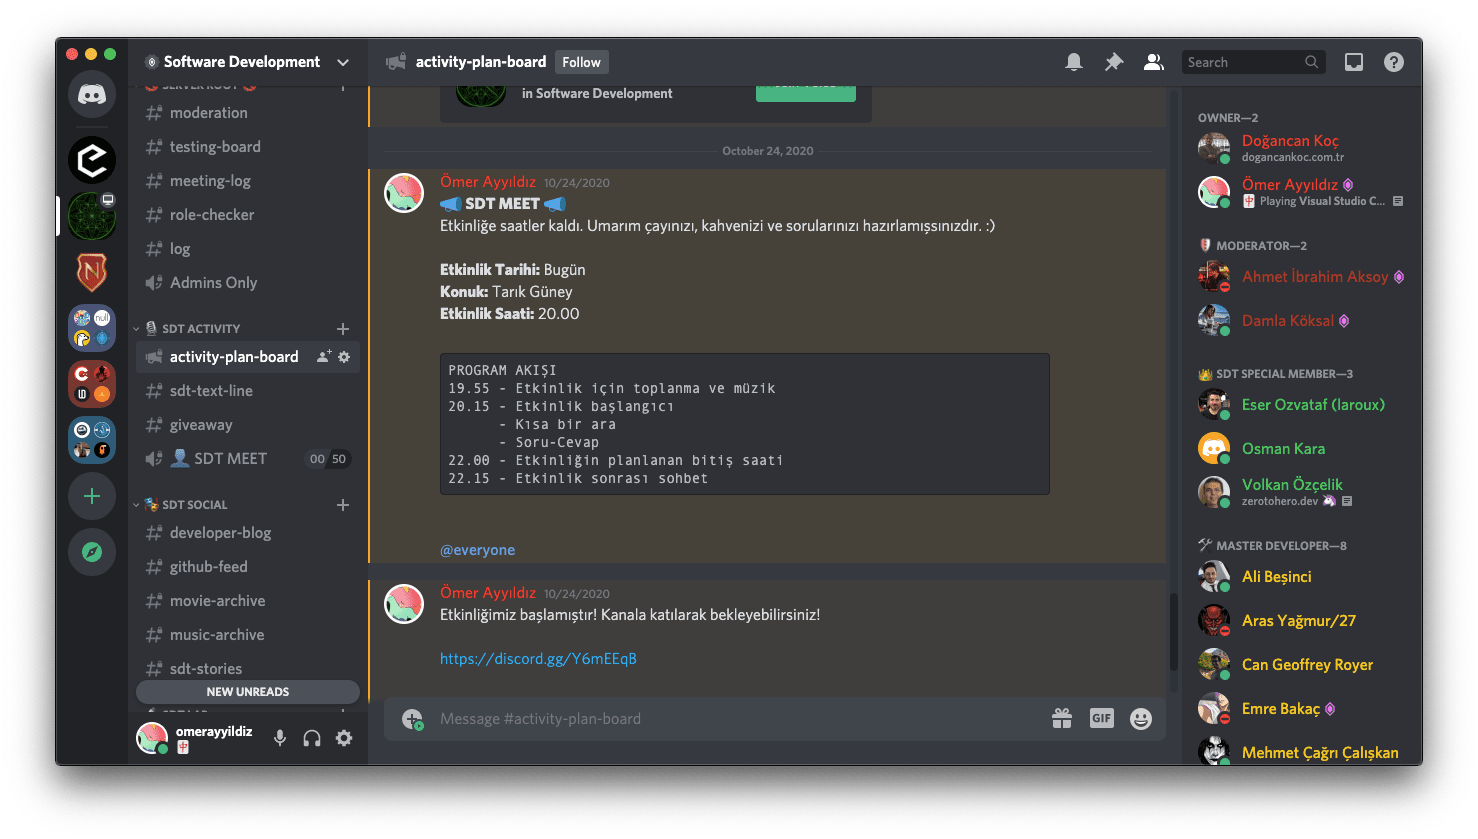 Software Development
SERVER ROOT
moderation
testing-board
meeting-log
role-checker
log
Admins Only
SDT ACTIVITY
activity-plan-board
sdt-text-line
giveaway
SDT MEET 00 50
SDT SOCIAL
developer-blog
github-feed
movie-archive
music-archive
sdt-stories
NEW UNREADS
omerayyildiz
null
activity-plan-board Follow
Search
in Software Development
October 24, 2020
Ömer Ayyıldız 10/24/2020
SDT MEET
Etkinliğe saatler kaldı. Umarım çayınızı, kahvenizi ve sorularınızı hazırlamışsınızdır. :)
Etkinlik Tarihi: Bugün
Konuk: Tarık Güney
Etkinlik Saati: 20.00
PROGRAM AKIŞI
19.55 - Etkinlik için toplanma ve müzik
20.15 - Etkinlik başlangıcı
- Kısa bir ara
- Soru-Cevap
22.00 - Etkinliğin planlanan bitiş saati
22.15 - Etkinlik sonrası sohbet
@everyone
Ömer Ayyıldız 10/24/2020
Etkinliğimiz başlamıştır! Kanala katılarak bekleyebilirsiniz!
https://discord.gg/Y6mEEqB
Message #activity-plan-board
GIF
OWNER—2
Doğancan Koç
dogancankoc.com.tr
Ömer Ayyıldız
Playing Visual Studio C...
MODERATOR—2
Ahmet İbrahim Aksoy
Damla Köksal
SDT SPECIAL MEMBER—3
Eser Ozvataf (laroux)
Osman Kara
Volkan Özçelik
zerotohero.dev
MASTER DEVELOPER—8
Ali Beşinci
Aras Yağmur/27
Can Geoffrey Royer
Emre Bakaç
Mehmet Çağrı Çalışkan